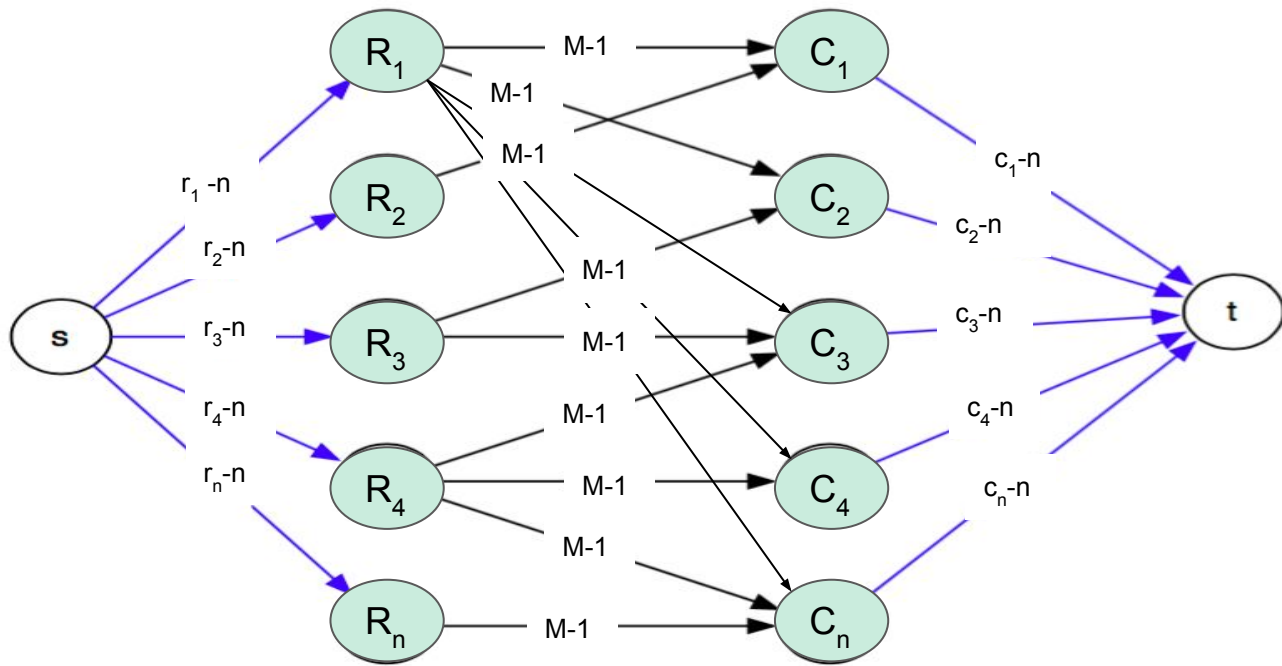 R1
M-1
C1
M-1
M-1
c1-n
r1 -n
R2
C2
r2-n
c2-n
M-1
s
r3-n
R3
M-1
C3
c3-n
t
r4-n
M-1
c4-n
rn-n
R4
M-1
C4
cn-n
M-1
Rn
M-1
Cn